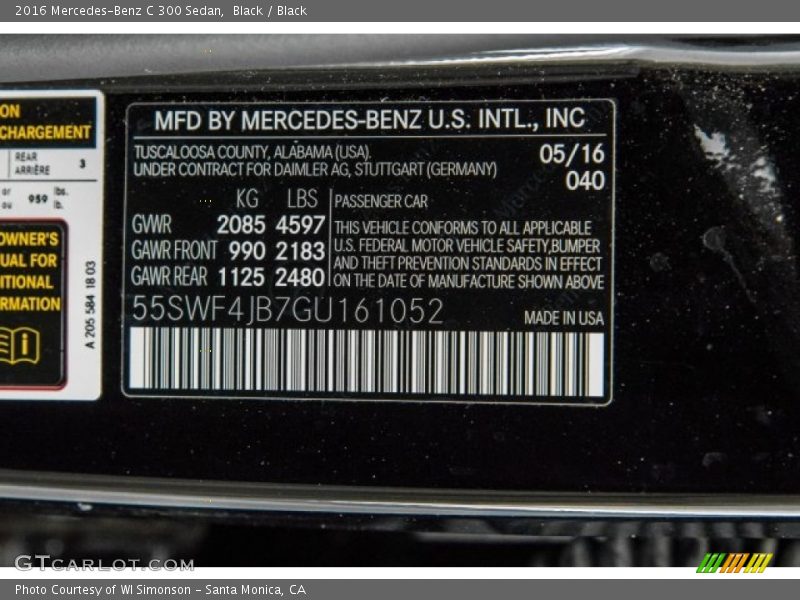 2016 Mercedes-Benz C 300 Sedan, Black / Black
ON
CHARGEMENT
REAR
ARRIÈRE
3
or
ou
959
lbs.
lb.
OWNER'S
UAL FOR
ITIONAL
RMATION
A 205 584 18 03
MFD BY MERCEDES-BENZ U.S. INTL., INC
TUSCALOOSA COUNTY, ALABAMA (USA). 05/16
UNDER CONTRACT FOR DAIMLER AG, STUTTGART (GERMANY)
040
KG LBS
GWR 2085 4597
GAWR FRONT 990 2183
GAWR REAR 1125 2480
PASSENGER CAR
THIS VEHICLE CONFORMS TO ALL APPLICABLE
U.S. FEDERAL MOTOR VEHICLE SAFETY,BUMPER
AND THEFT PREVENTION STANDARDS IN EFFECT
ON THE DATE OF MANUFACTURE SHOWN ABOVE
55SWF4JB7GU161052
MADE IN USA
GTCARLOT.COM
Photo Courtesy of WI Simonson - Santa Monica, CA